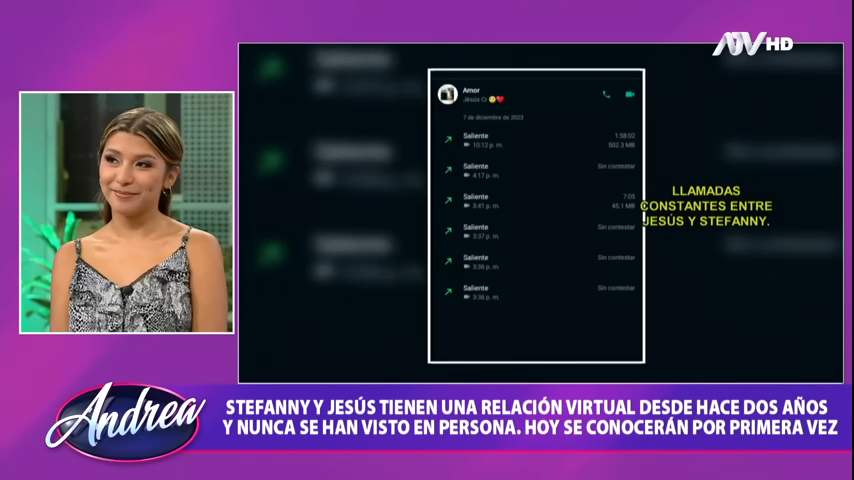 ATV HD
Amor
Jesús Cr 😊❤️
7 de diciembre de 2023
Saliente
1:58:02
10:12 p. m.
502.3 MB
Saliente
Sin contestar
4:17 p. m.
Saliente
7:03
3:41 p. m.
45.1 MB
Saliente
Sin contestar
3:37 p. m.
Saliente
Sin contestar
3:36 p. m.
Saliente
Sin contestar
3:36 p. m.
LLAMADAS
CONSTANTES ENTRE
JESÚS Y STEFANNY.
Andrea
STEFANNY Y JESÚS TIENEN UNA RELACIÓN VIRTUAL DESDE HACE DOS AÑOS
Y NUNCA SE HAN VISTO EN PERSONA. HOY SE CONOCERÁN POR PRIMERA VEZ